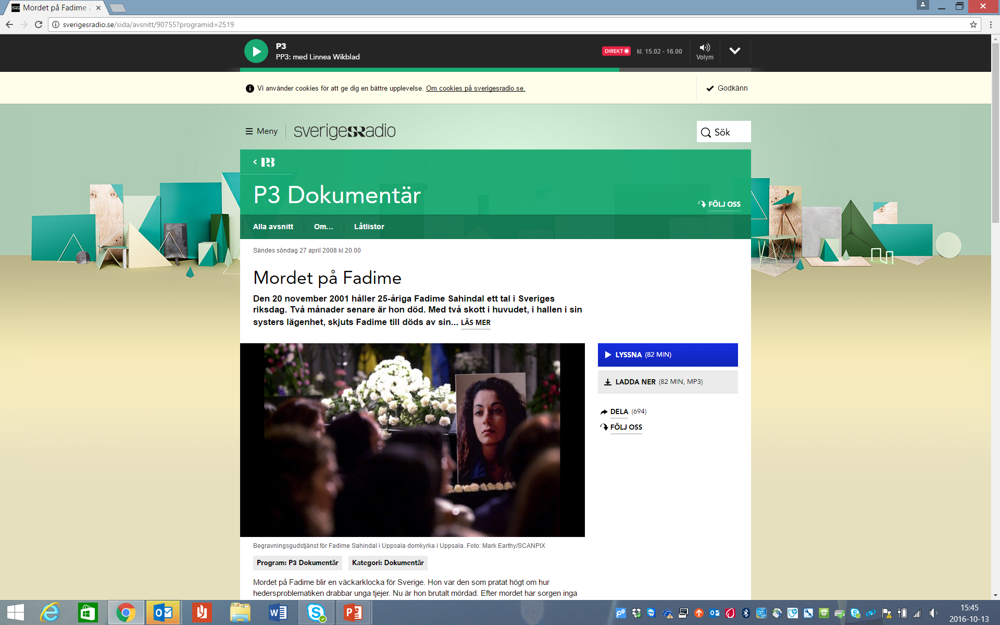 Mordet på Fadime
sverigesradio.se/sida/avsnitt/90755?programid=2519
P3
PP3: med Linnea Wikblad
DIREKT
kl. 15.02 - 16.00
Volym
Vi använder cookies för att ge dig en bättre upplevelse. Om cookies på sverigesradio.se.
Godkänn
Meny
sverigesradio
Sök
P3
P3 Dokumentär
FÖLJ OSS
Alla avsnitt
Om...
Låtlistor
Sändes söndag 27 april 2008 kl 20.00
Mordet på Fadime
Den 20 november 2001 håller 25-åriga Fadime Sahindal ett tal i Sveriges
riksdag. Två månader senare är hon död. Med två skott i huvudet, i hallen i sin
systers lägenhet, skjuts Fadime till döds av sin... LÄS MER
LYSSNA (82 MIN)
LADDA NER (82 MIN, MP3)
DELA (694)
FÖLJ OSS
Begravningsgudstjänst för Fadime Sahindal i Uppsala domkyrka i Uppsala. Foto: Mark Earthy/SCANPIX
Program: P3 Dokumentär
Kategori: Dokumentär
Mordet på Fadime blir en väckarklocka för Sverige. Hon var den som pratat högt om hur
hedersproblematiken drabbar unga tjejer. Nu är hon brutalt mördad. Efter mordet har sorgen inga
15:45
2016-10-13